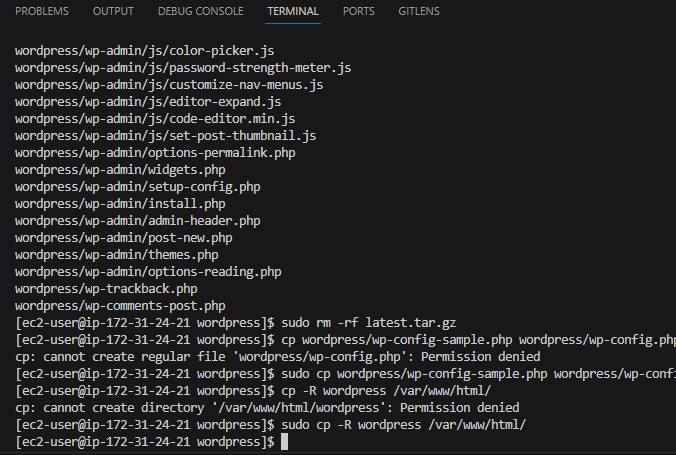 PROBLEMS OUTPUT DEBUG CONSOLE TERMINAL PORTS GITLENS
wordpress/wp-admin/js/color-picker.js
wordpress/wp-admin/js/password-strength-meter.js
wordpress/wp-admin/js/customize-nav-menus.js
wordpress/wp-admin/js/editor-expand.js
wordpress/wp-admin/js/code-editor.min.js
wordpress/wp-admin/js/set-post-thumbnail.js
wordpress/wp-admin/options-permalink.php
wordpress/wp-admin/widgets.php
wordpress/wp-admin/setup-config.php
wordpress/wp-admin/install.php
wordpress/wp-admin/admin-header.php
wordpress/wp-admin/post-new.php
wordpress/wp-admin/themes.php
wordpress/wp-admin/options-reading.php
wordpress/wp-trackback.php
wordpress/wp-comments-post.php
[ec2-user@ip-172-31-24-21 wordpress]$ sudo rm -rf latest.tar.gz
[ec2-user@ip-172-31-24-21 wordpress]$ cp wordpress/wp-config-sample.php wordpress/wp-config.php
cp: cannot create regular file 'wordpress/wp-config.php': Permission denied
[ec2-user@ip-172-31-24-21 wordpress]$ sudo cp wordpress/wp-config-sample.php wordpress/wp-confi
[ec2-user@ip-172-31-24-21 wordpress]$ cp -R wordpress /var/www/html/
cp: cannot create directory '/var/www/html/wordpress': Permission denied
[ec2-user@ip-172-31-24-21 wordpress]$ sudo cp -R wordpress /var/www/html/
[ec2-user@ip-172-31-24-21 wordpress]$